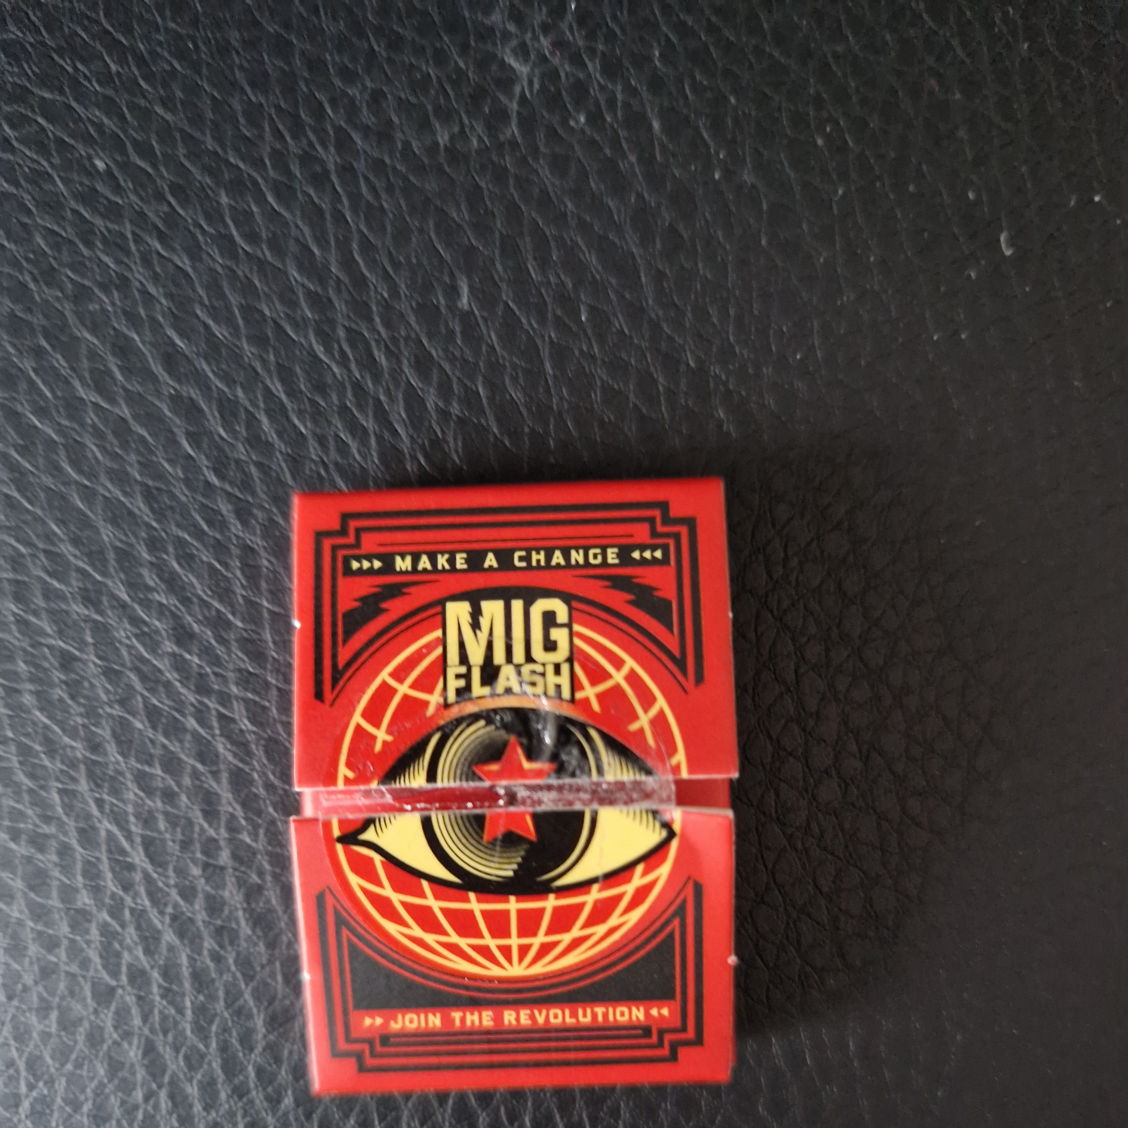 MAKE A CHANGE
MIG
FLASH
JOIN THE REVOLUTION